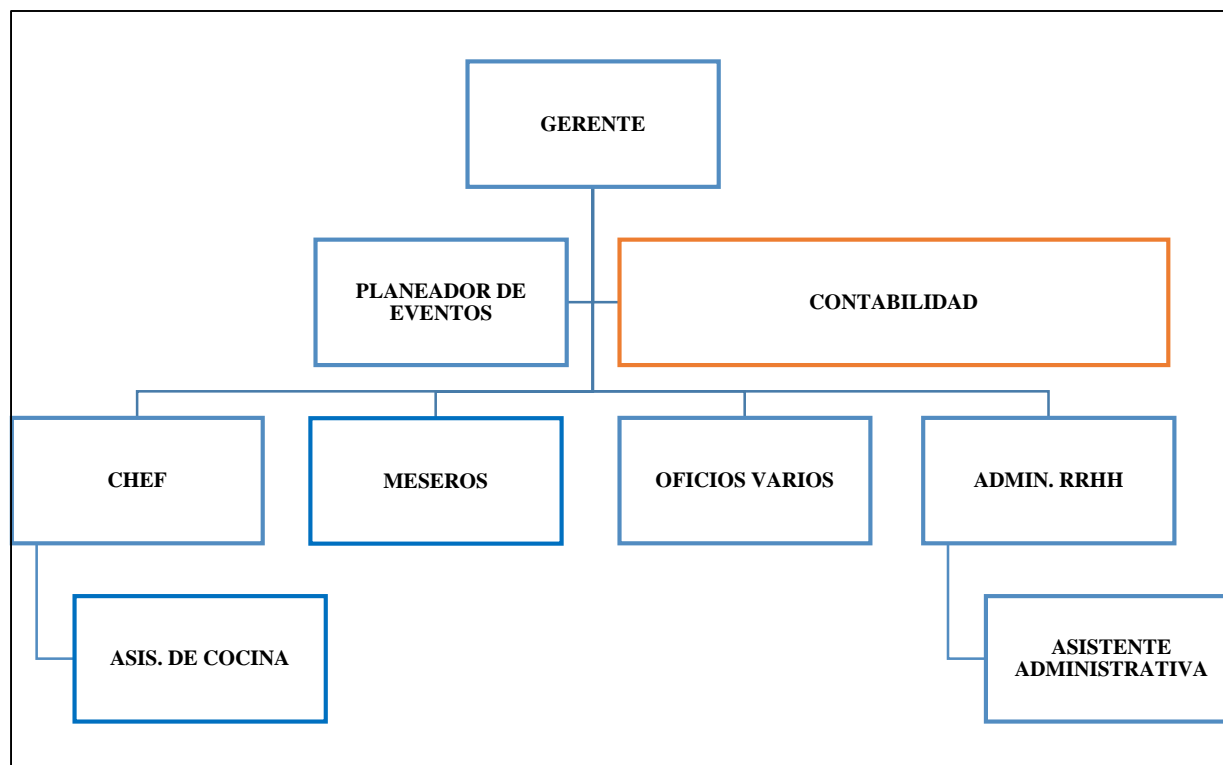 GERENTE
PLANEADOR DE
EVENTOS
CONTABILIDAD
CHEF
MESEROS
OFICIOS VARIOS
ADMIN. RRHH
ASIS. DE COCINA
ASISTENTE
ADMINISTRATIVA